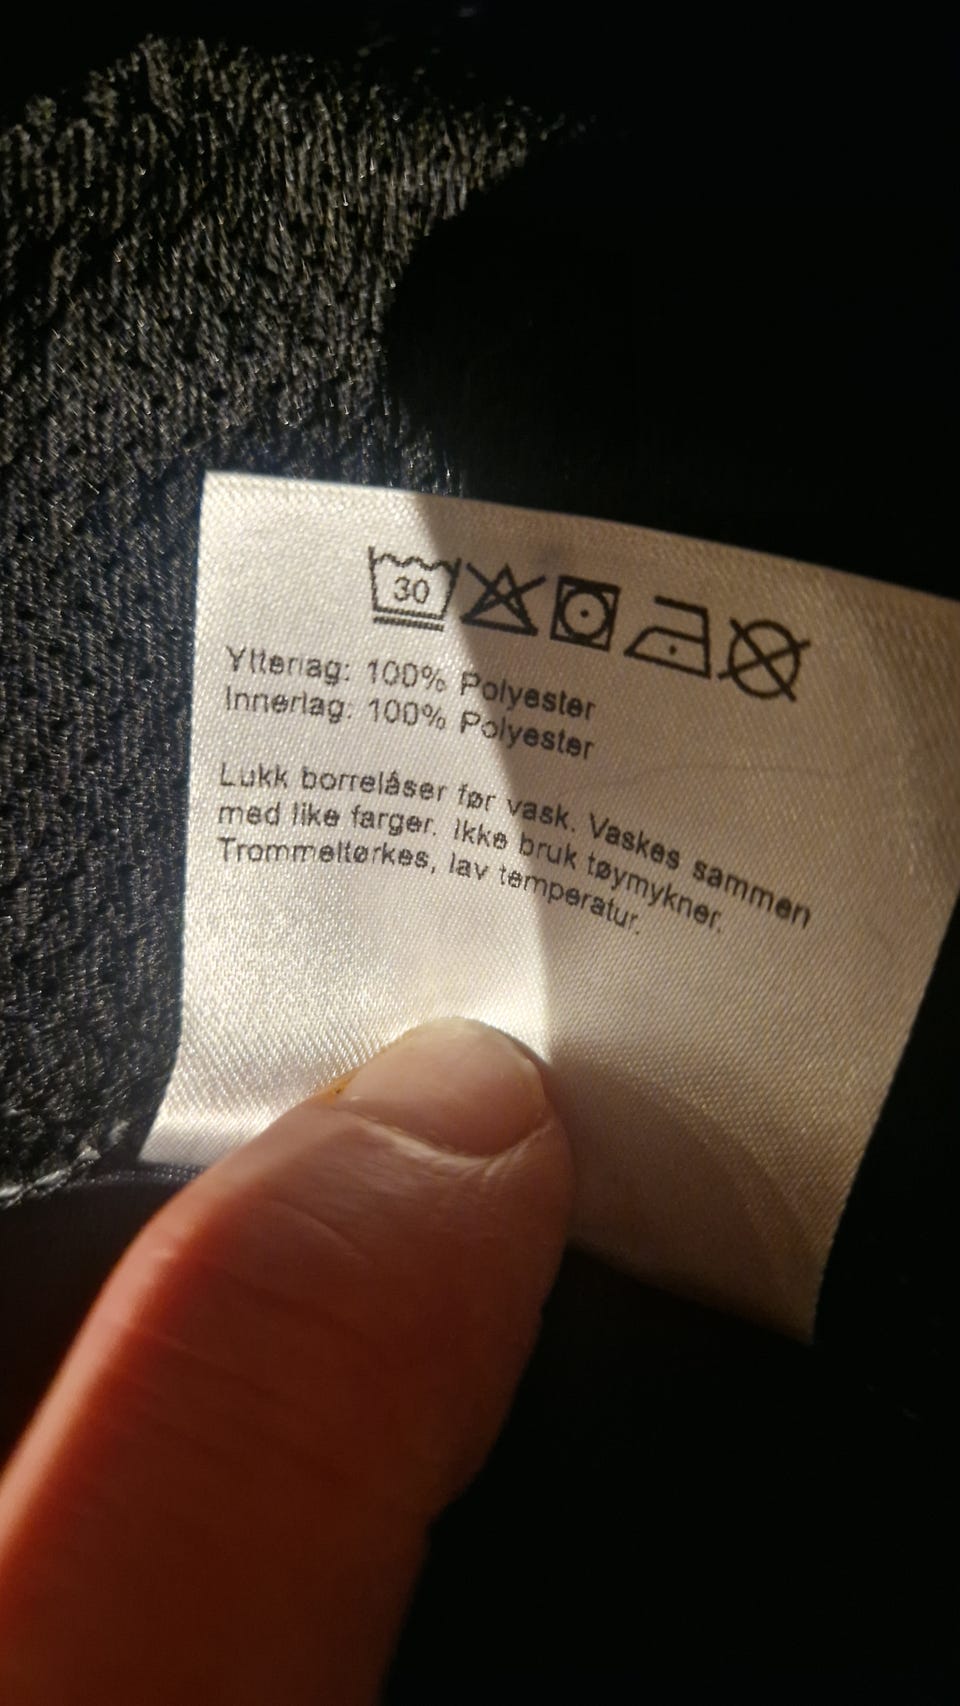 30
Ytterlag: 100% Polyester
Innerlag: 100% Polyester
Lukk borrelåser før vask. Vaskes sammen
med like farger. Ikke bruk tøymykner.
Trommeltørkes, lav temperatur.